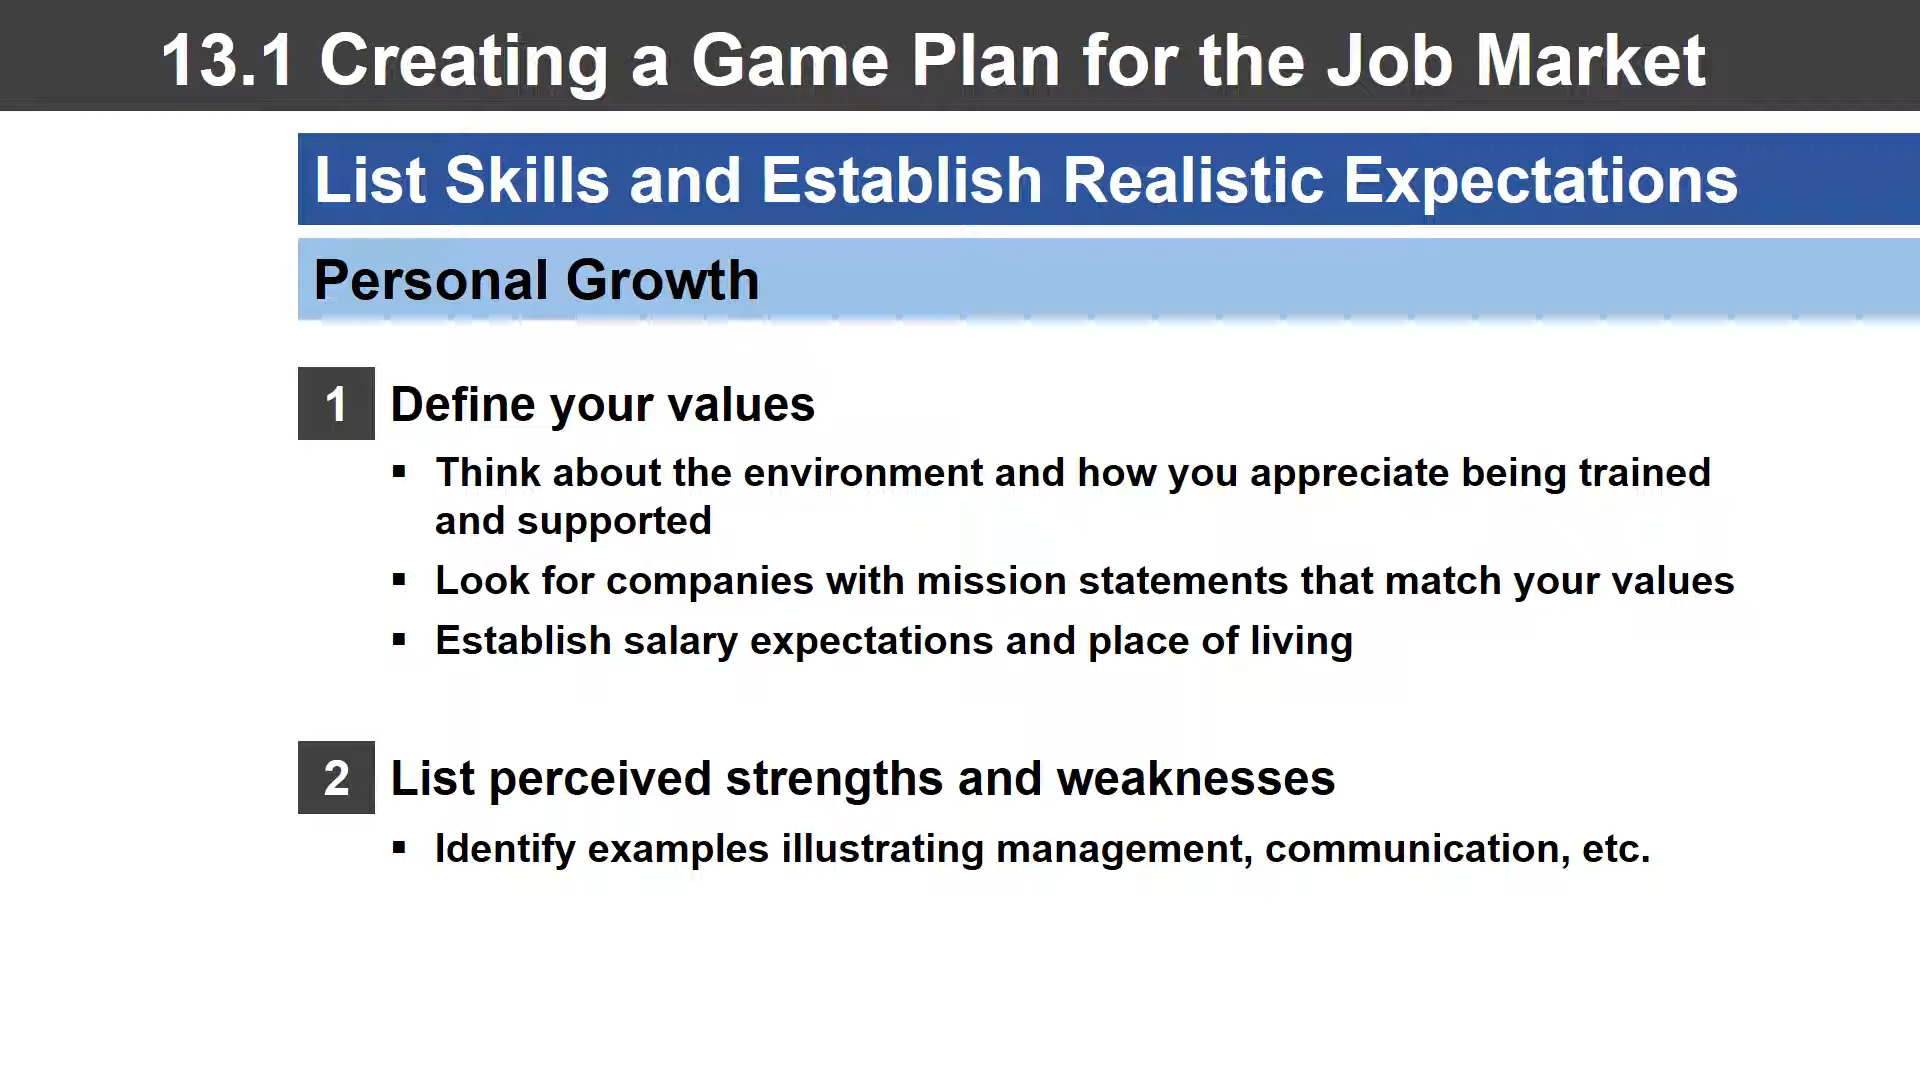 13.1 Creating a Game Plan for the Job Market
List Skills and Establish Realistic Expectations
Personal Growth
1 Define your values
▪ Think about the environment and how you appreciate being trained
and supported
▪ Look for companies with mission statements that match your values
▪ Establish salary expectations and place of living
2 List perceived strengths and weaknesses
▪ Identify examples illustrating management, communication, etc.